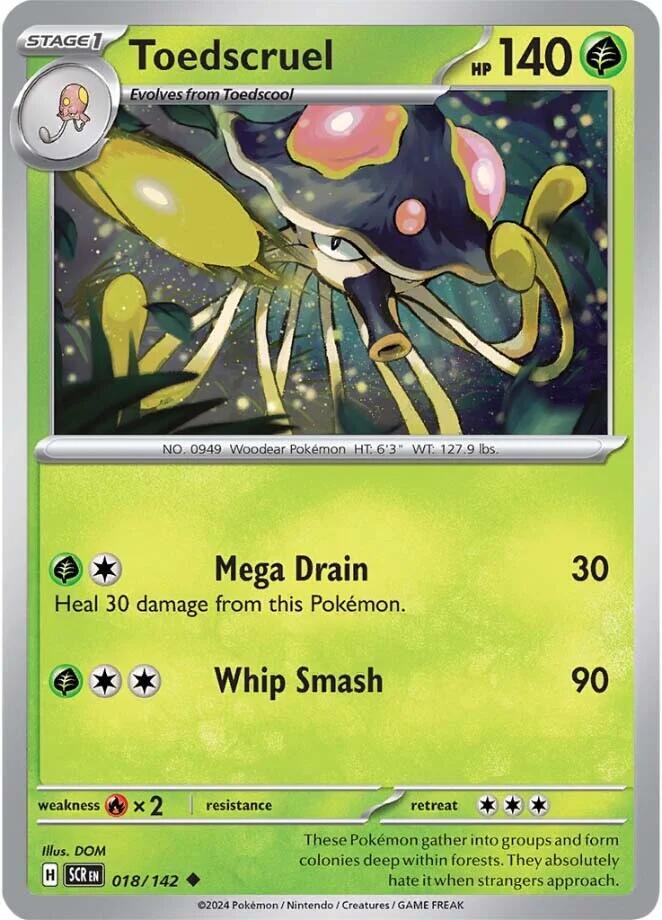 STAGE1
Toedscruel
HP 140
Evolves from Toedscool
NO. 0949 Woodear Pokémon HT: 6'3" WT: 127.9 lbs.
Mega Drain 30
Heal 30 damage from this Pokémon.
Whip Smash 90
weakness ×2 resistance retreat
Illus. DOM
H SCR EN 018/142
These Pokémon gather into groups and form
colonies deep within forests. They absolutely
hate it when strangers approach.
©2024 Pokémon / Nintendo / Creatures / GAME FREAK